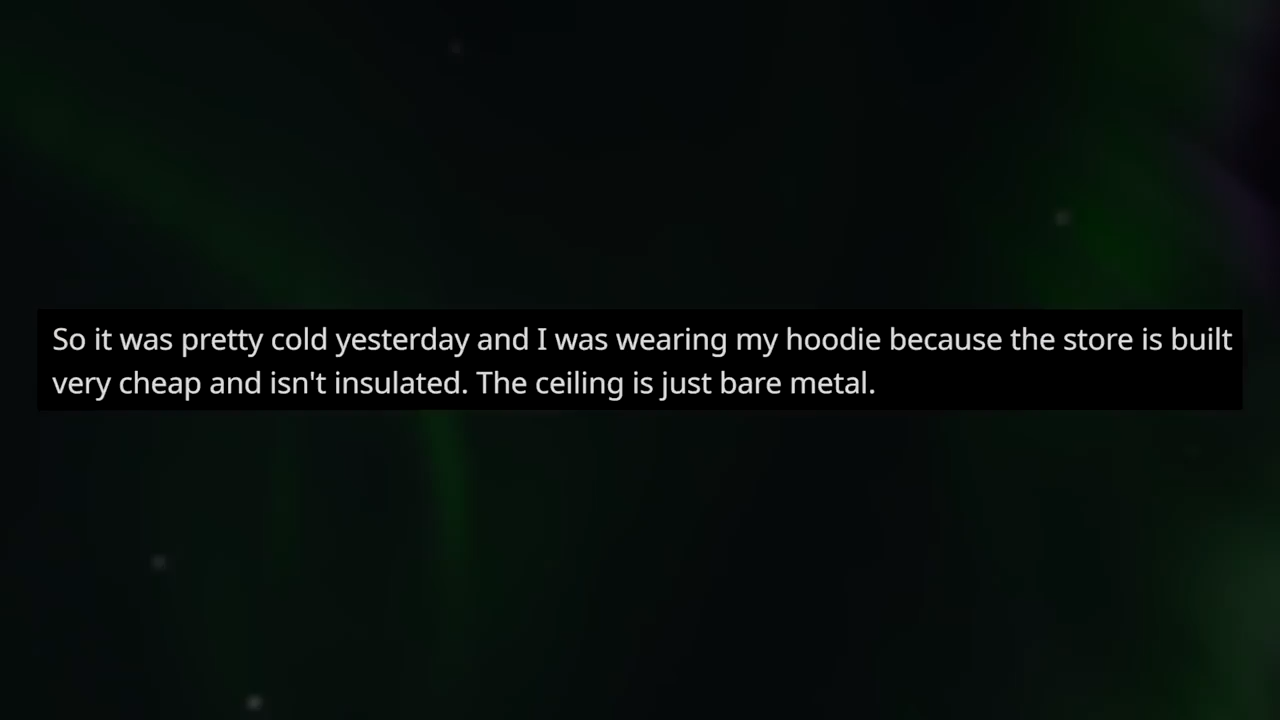 So it was pretty cold yesterday and I was wearing my hoodie because the store is built
very cheap and isn't insulated. The ceiling is just bare metal.